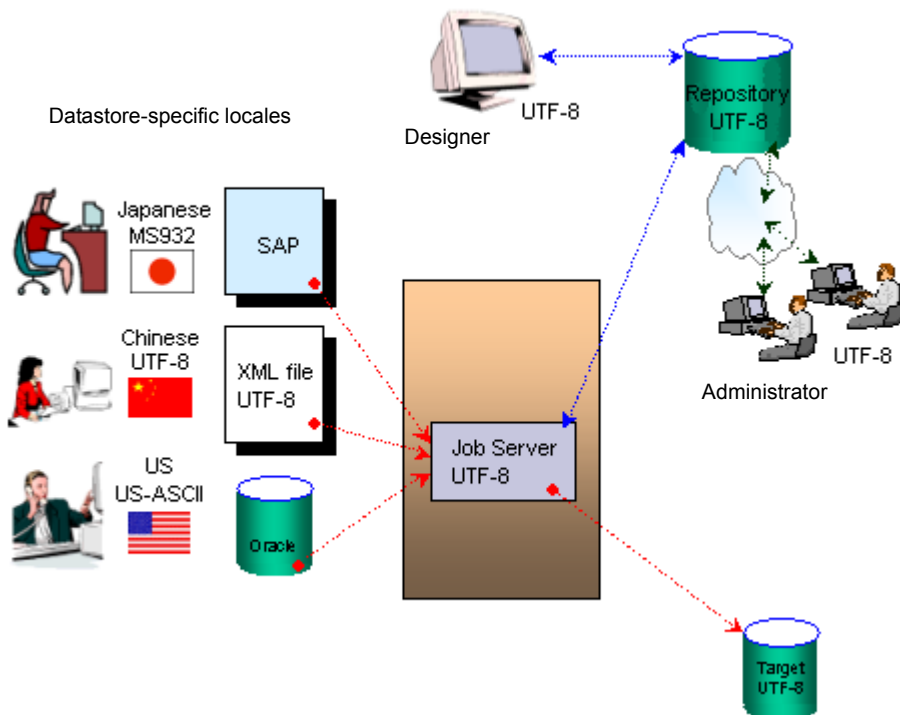 Datastore-specific locales
UTF-8
Designer
Repository
UTF-8
Japanese
MS932
SAP
Chinese
UTF-8
XML file
UTF-8
US
US-ASCII
Oracle
Job Server
UTF-8
UTF-8
Administrator
Target
UTF-8